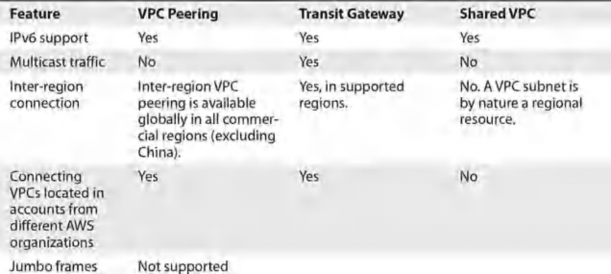 Feature VPC Peering Transit Gateway Shared VPC
IPv6 support Yes Yes Yes
Multicast traffic No Yes No
Inter-region connection Inter-region VPC peering is available globally in all commer-cial regions (excluding China). Yes, in supported regions. No. A VPC subnet is by nature a regional resource.
Connecting VPCs located in accounts from different AWS organizations Yes Yes No
Jumbo frames Not supported